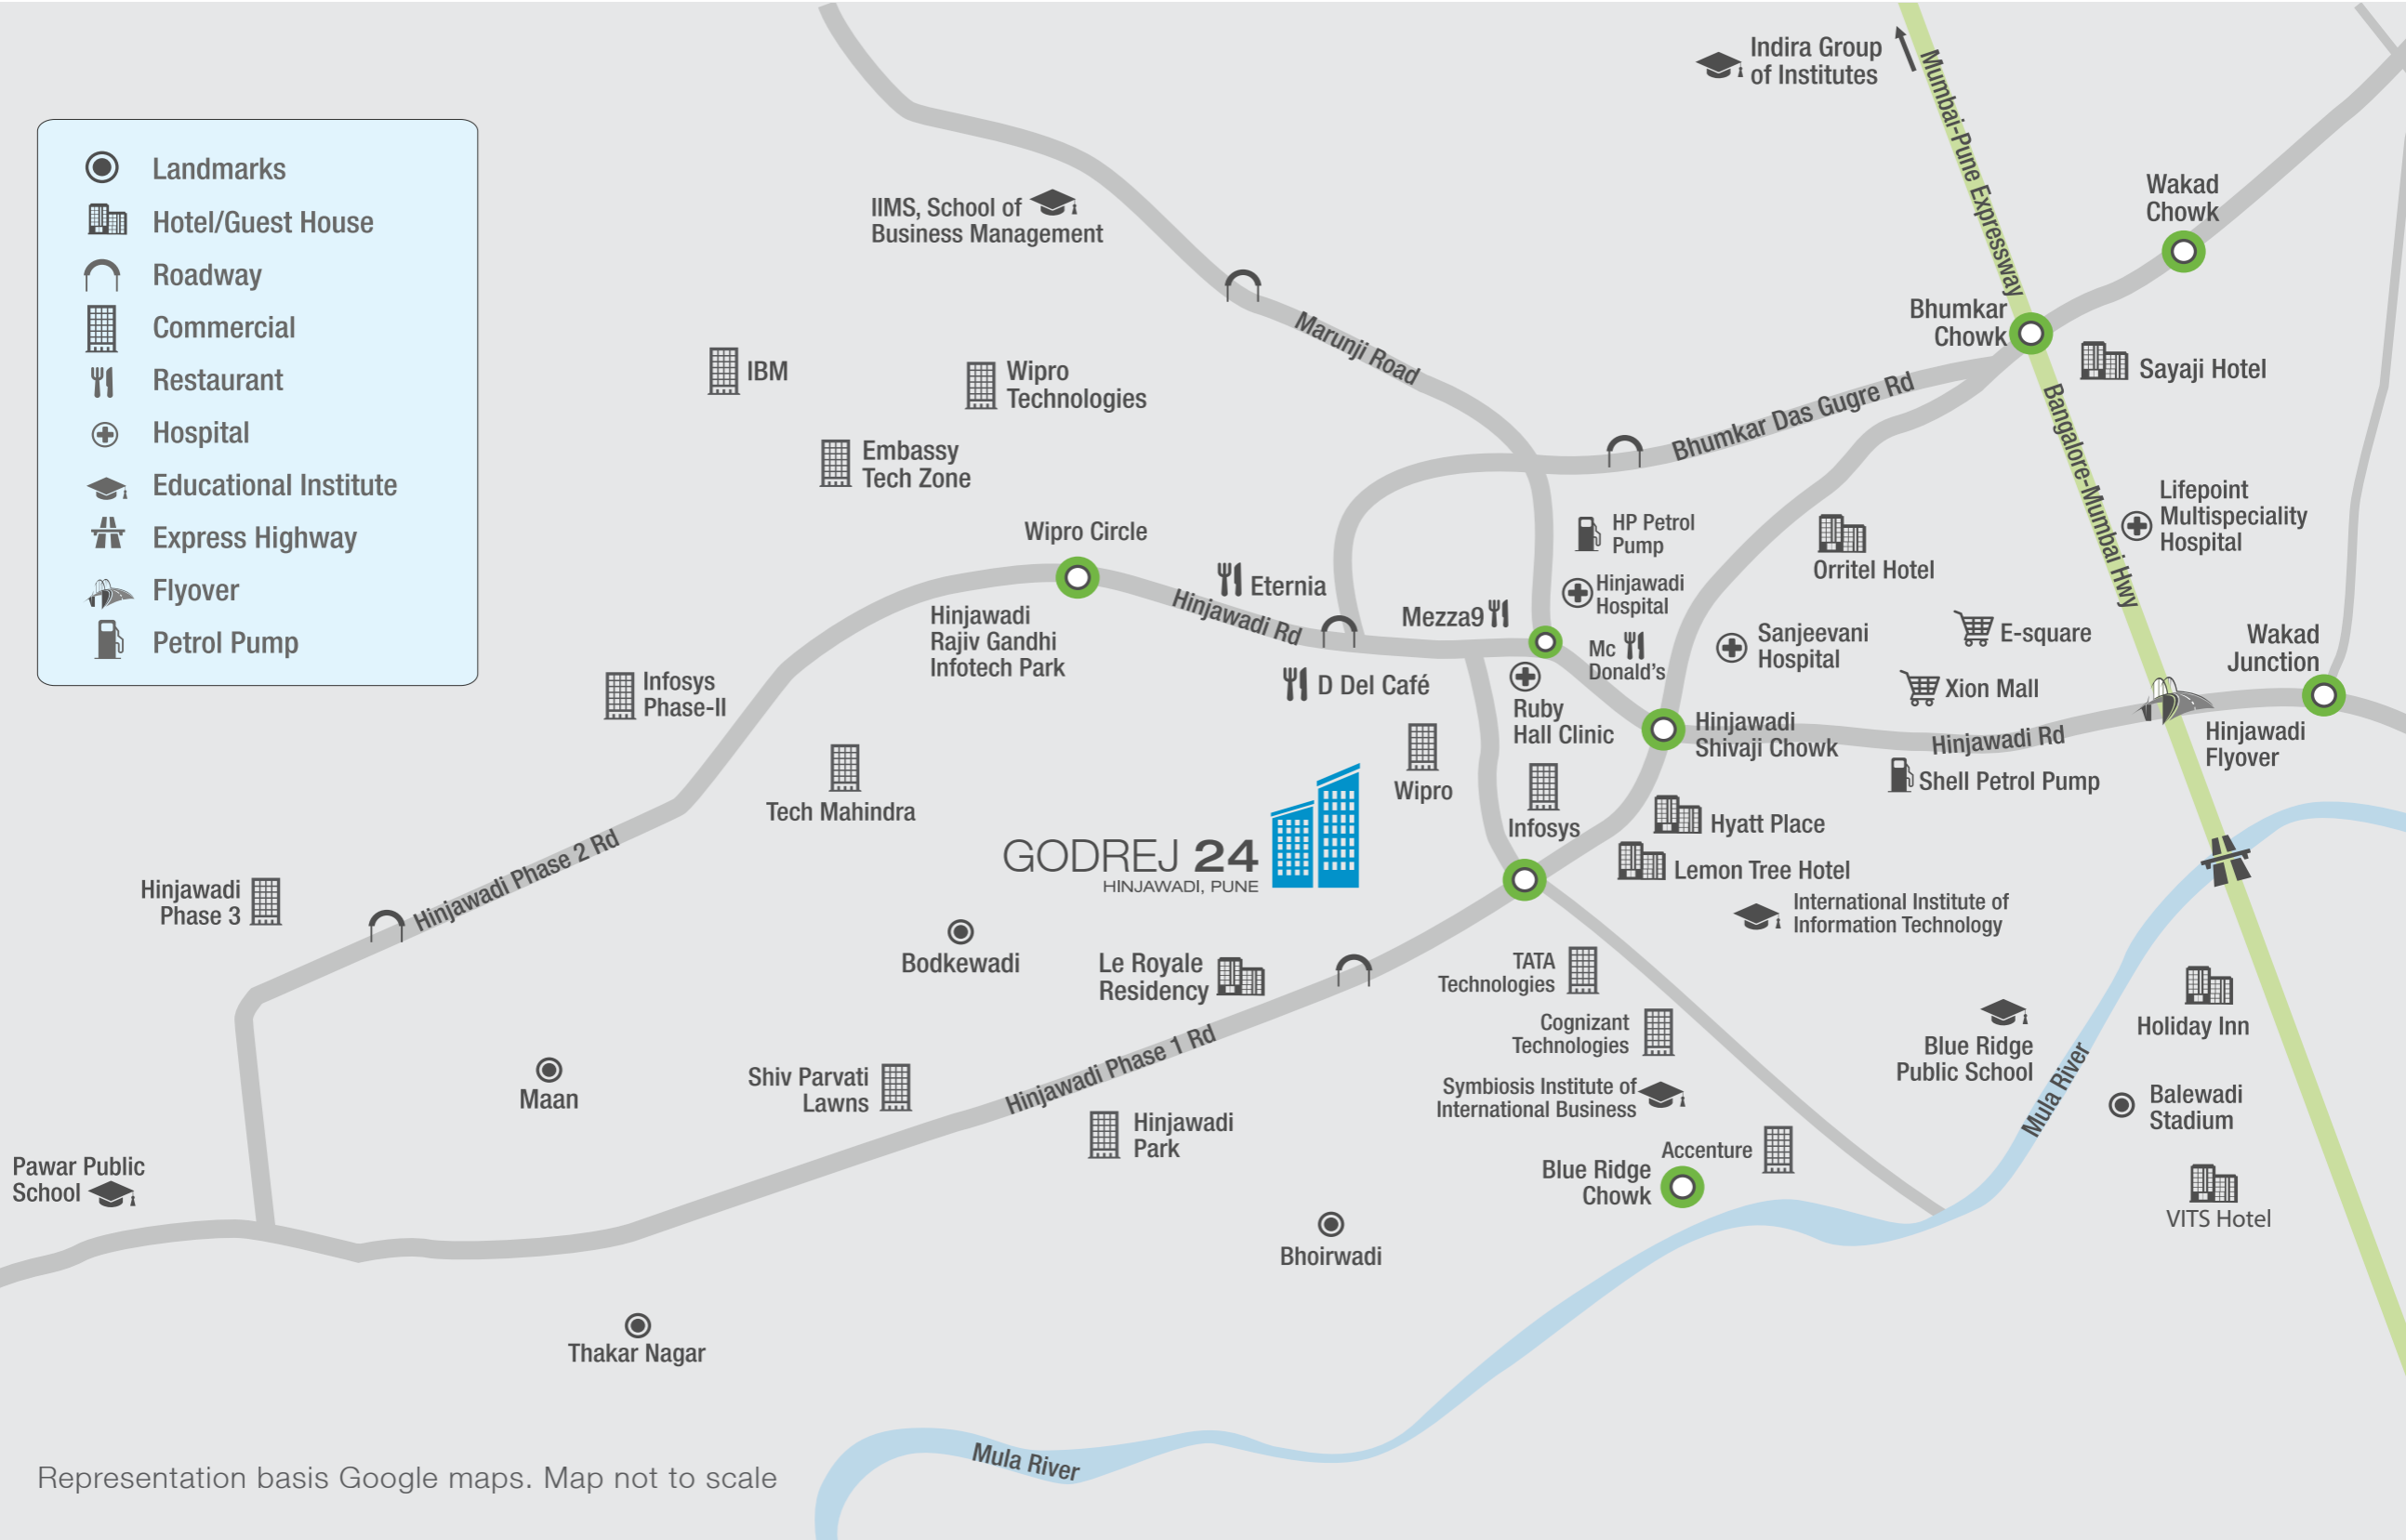 Indira Group
of Institutes
Mumbai-Pune Expressway
Landmarks
Hotel/Guest House
Roadway
Commercial
Restaurant
Hospital
Educational Institute
Express Highway
Flyover
Petrol Pump
Wakad
Chowk
IIMS, School of
Business Management
Bhumkar
Chowk
Marunji Road
Sayaji Hotel
IBM
Wipro
Technologies
Bhumkar Das Gugre Rd
Bangalore-Mumbai Hwy
Embassy
Tech Zone
Lifepoint
Multispeciality
Hospital
Wipro Circle
HP Petrol
Pump
Orritel Hotel
Eternia
Hinjawadi
Hospital
Hinjawadi Rd
Mezza9
Hinjawadi
Rajiv Gandhi
Infotech Park
Mc
Donald's
Sanjeevani
Hospital
E-square
Wakad
Junction
Infosys
Phase-II
D Del Café
Xion Mall
Ruby
Hall Clinic
Hinjawadi
Shivaji Chowk
Hinjawadi Rd
Hinjawadi
Flyover
Shell Petrol Pump
Tech Mahindra
Wipro
Infosys
Hyatt Place
GODREJ 24
HINJAWADI, PUNE
Lemon Tree Hotel
Hinjawadi Phase 2 Rd
Hinjawadi
Phase 3
International Institute of
Information Technology
Bodkewadi
Le Royale
Residency
TATA
Technologies
Cognizant
Technologies
Holiday Inn
Blue Ridge
Public School
Hinjawadi Phase 1 Rd
Mula River
Maan
Shiv Parvati
Lawns
Symbiosis Institute of
International Business
Balewadi
Stadium
Hinjawadi
Park
Accenture
Pawar Public
School
Blue Ridge
Chowk
VITS Hotel
Bhoirwadi
Thakar Nagar
Mula River
Representation basis Google maps. Map not to scale